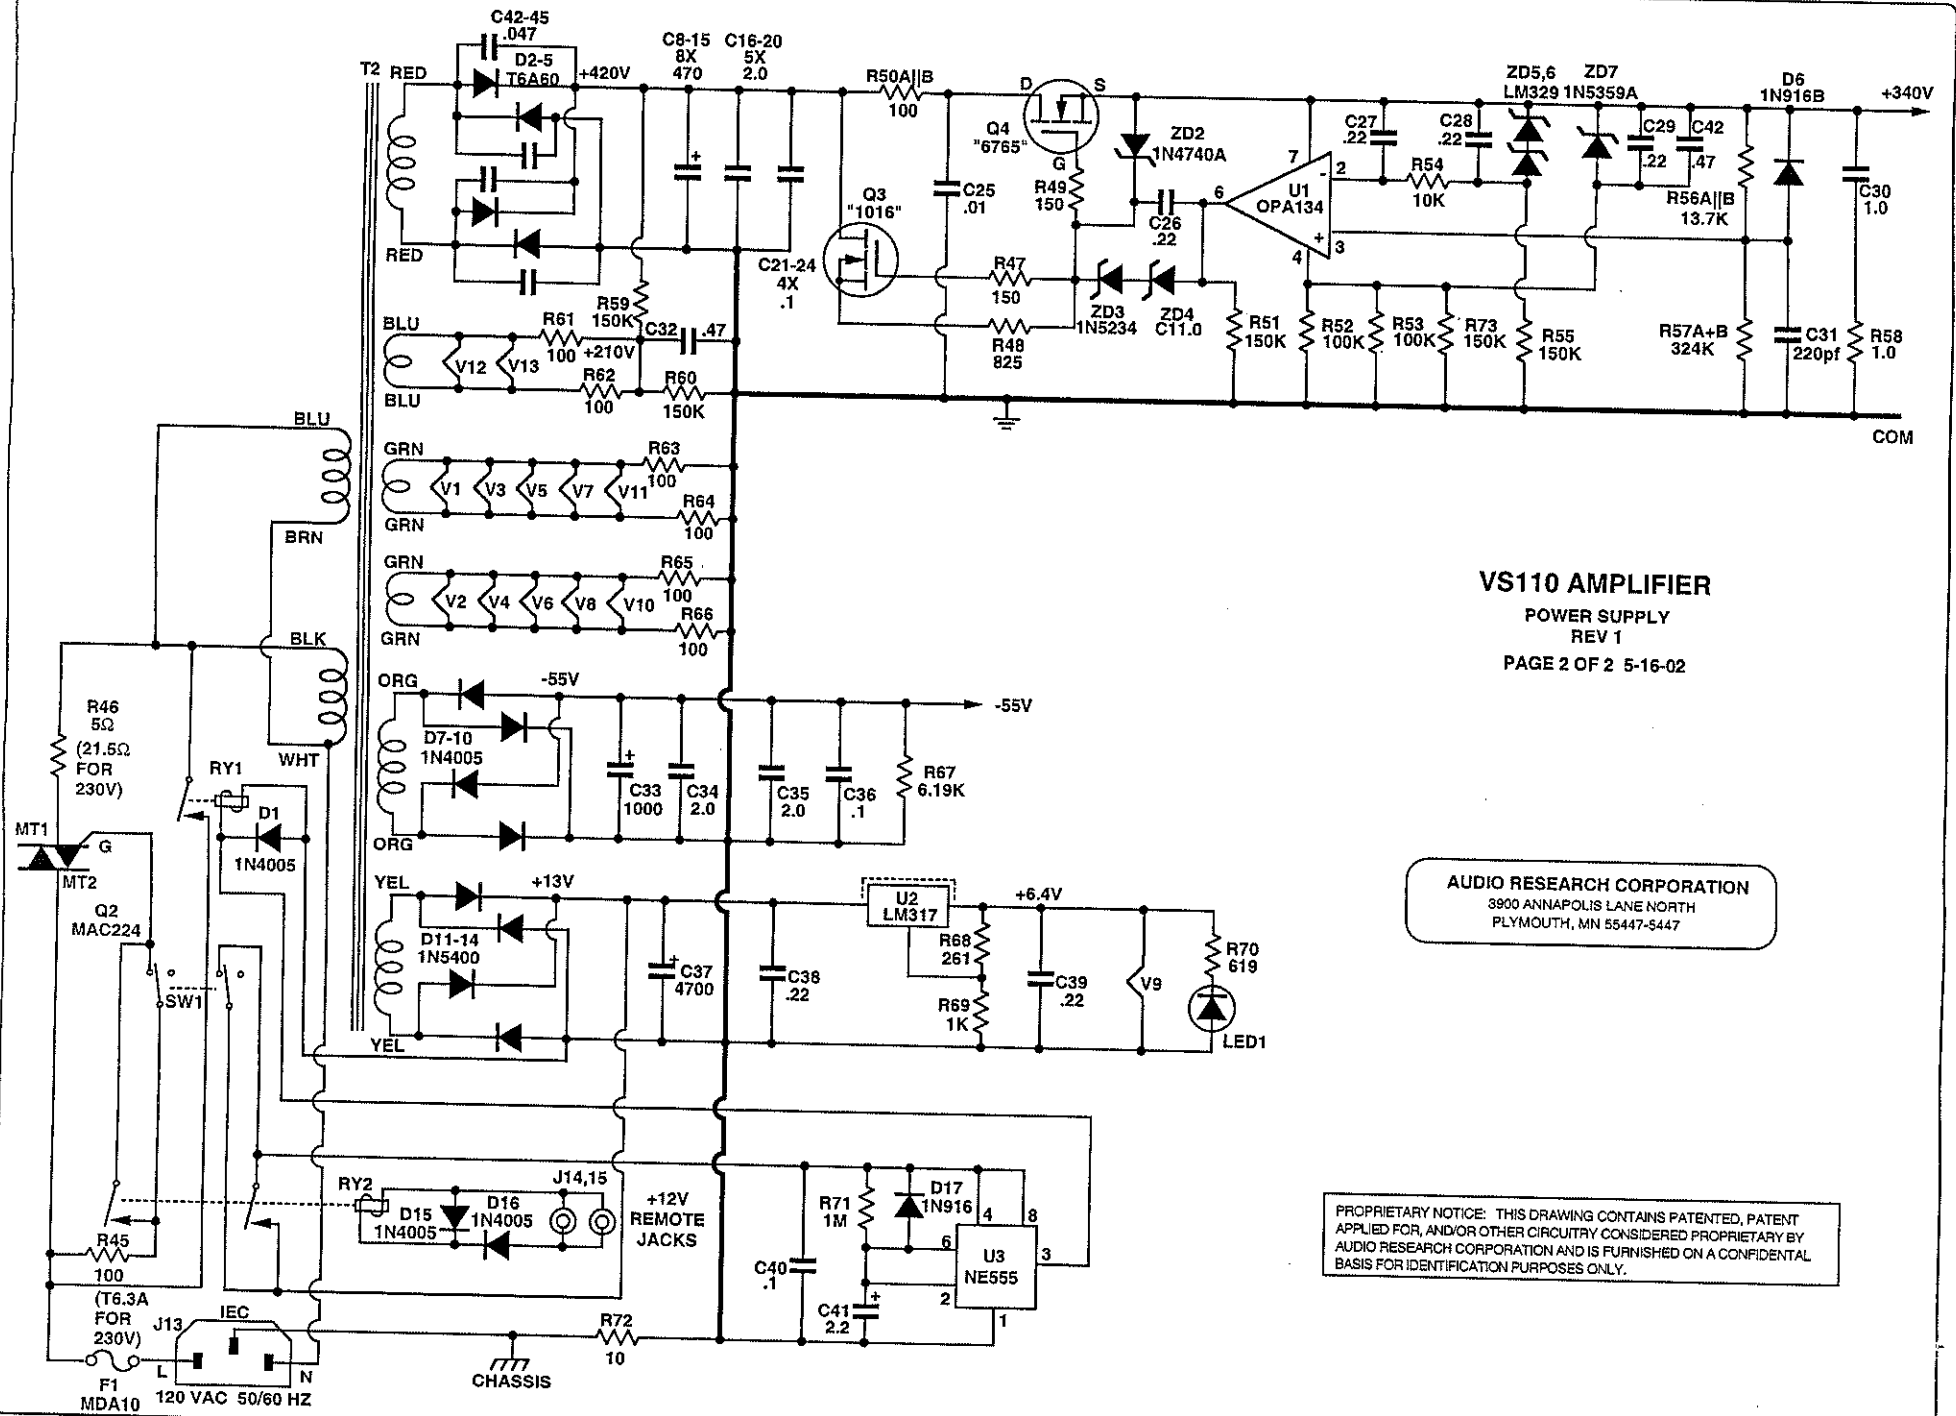 C42-45
.047
D2-5
T6A60
+420V
C8-15
8X
470
C16-20
5X
2.0
T2
RED
RED
R50A||B
100
D
S
G
Q4
"6765"
ZD2
1N4740A
R49
150
C25
.01
Q3
"1016"
C26
.22
C21-24
4X
.1
R47
150
R48
825
ZD3
1N5234
ZD4
C11.0
U1
OPA134
7
2
-
+
3
4
6
C27
.22
R54
10K
C28
.22
ZD5,6
LM329
ZD7
1N5359A
C29
.22
C42
.47
D6
1N916B
+340V
R56A||B
13.7K
C30
1.0
R51
150K
R52
100K
R53
100K
R73
150K
R55
150K
R57A+B
324K
C31
220pf
R58
1.0
COM
R59
150K
BLU
BLU
V12
V13
R61
100
+210V
C32
.47
R62
100
R60
150K
BLU
BRN
GRN
GRN
V1
V3
V5
V7
V11
R63
100
R64
100
GRN
GRN
V2
V4
V6
V8
V10
R65
100
R66
100
VS110 AMPLIFIER
POWER SUPPLY
REV 1
PAGE 2 OF 2 5-16-02
BLK
WHT
R46
5Ω
(21.5Ω
FOR
230V)
RY1
D1
1N4005
MT1
G
MT2
Q2
MAC224
SW1
ORG
ORG
-55V
D7-10
1N4005
+
C33
1000
C34
2.0
C35
2.0
C36
.1
R67
6.19K
-55V
YEL
YEL
+13V
D11-14
1N5400
+
C37
4700
C38
.22
U2
LM317
+6.4V
R68
261
R69
1K
C39
.22
V9
R70
619
LED1
AUDIO RESEARCH CORPORATION
3900 ANNAPOLIS LANE NORTH
PLYMOUTH, MN 55447-5447
RY2
D15
1N4005
D16
1N4005
J14,15
+12V
REMOTE
JACKS
R71
1M
D17
1N916
4
8
6
U3
NE555
3
2
1
C40
.1
+
C41
2.2
R45
100
(T6.3A
FOR
230V)
J13
IEC
L
N
F1
MDA10
120 VAC 50/60 HZ
CHASSIS
R72
10
PROPRIETARY NOTICE: THIS DRAWING CONTAINS PATENTED, PATENT
APPLIED FOR, AND/OR OTHER CIRCUITRY CONSIDERED PROPRIETARY BY
AUDIO RESEARCH CORPORATION AND IS FURNISHED ON A CONFIDENTAL
BASIS FOR IDENTIFICATION PURPOSES ONLY.